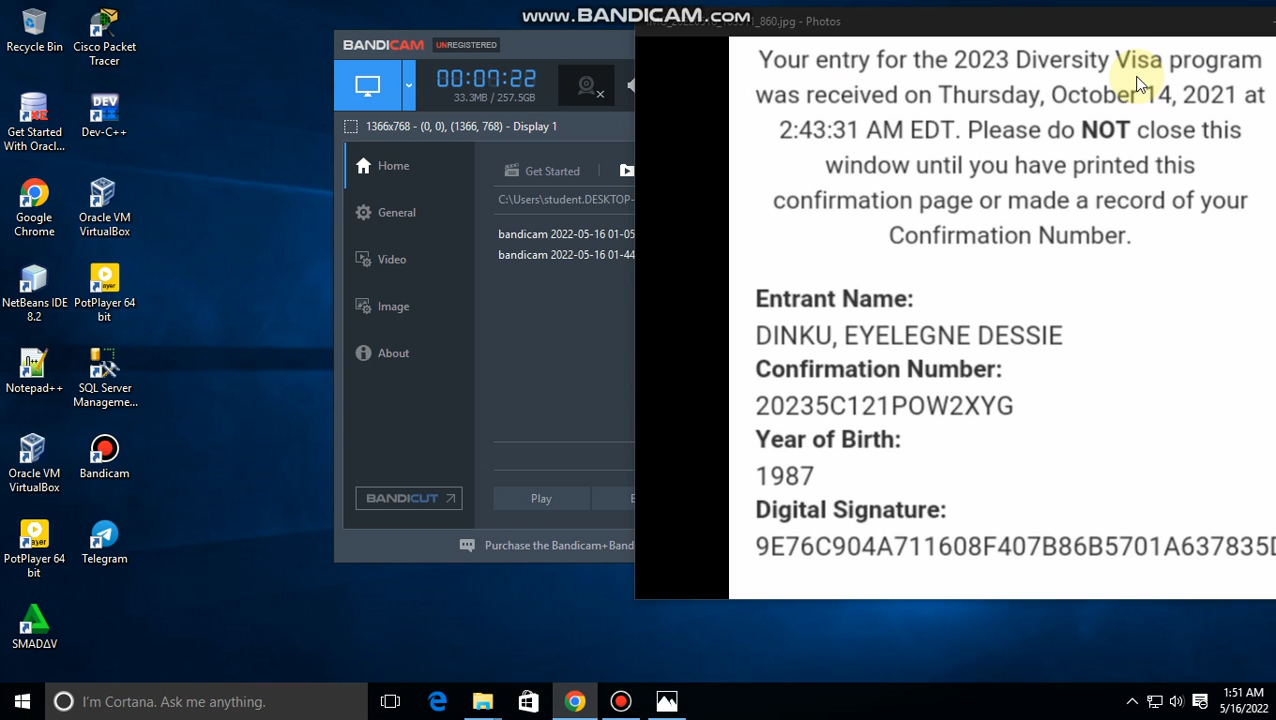 www.BANDICAM.com
_860.jpg - Photos
Recycle Bin
Cisco Packet
Tracer
Get Started
With Oracl...
Dev-C++
Google
Chrome
Oracle VM
VirtualBox
NetBeans IDE
8.2
PotPlayer 64
bit
Notepad++
SQL Server
Manageme...
Oracle VM
VirtualBox
Bandicam
PotPlayer 64
bit
Telegram
SMADΔV
BANDICAM UNREGISTERED
00:07:22
33.3MB / 257.5GB
1366x768 - (0, 0), (1366, 768) - Display 1
Home
General
Video
Image
About
BANDICUT
Get Started
C:\Users\student.DESKTOP-
bandicam 2022-05-16 01-05
bandicam 2022-05-16 01-44
Play
Purchase the Bandicam+Band
Your entry for the 2023 Diversity Visa program
was received on Thursday, October 14, 2021 at
2:43:31 AM EDT. Please do NOT close this
window until you have printed this
confirmation page or made a record of your
Confirmation Number.
Entrant Name:
DINKU, EYELEGNE DESSIE
Confirmation Number:
20235C121POW2XYG
Year of Birth:
1987
Digital Signature:
9E76C904A711608F407B86B5701A637835D
I'm Cortana. Ask me anything.
1:51 AM
5/16/2022